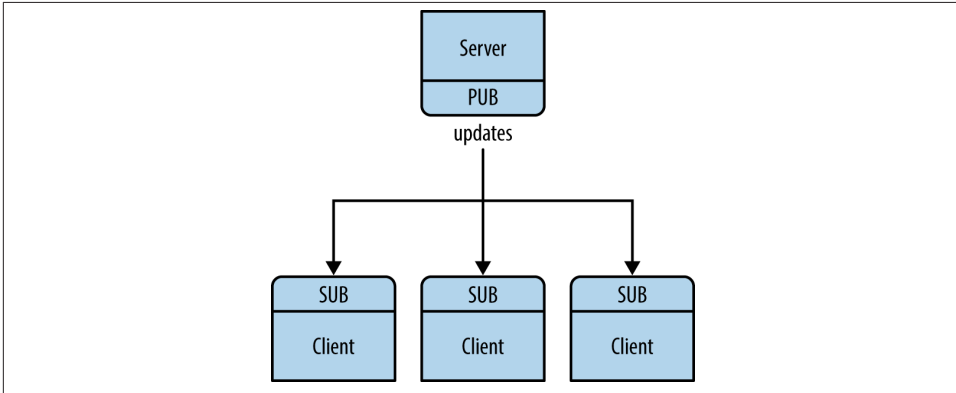 Server
PUB
updates
SUB SUB SUB
Client Client Client